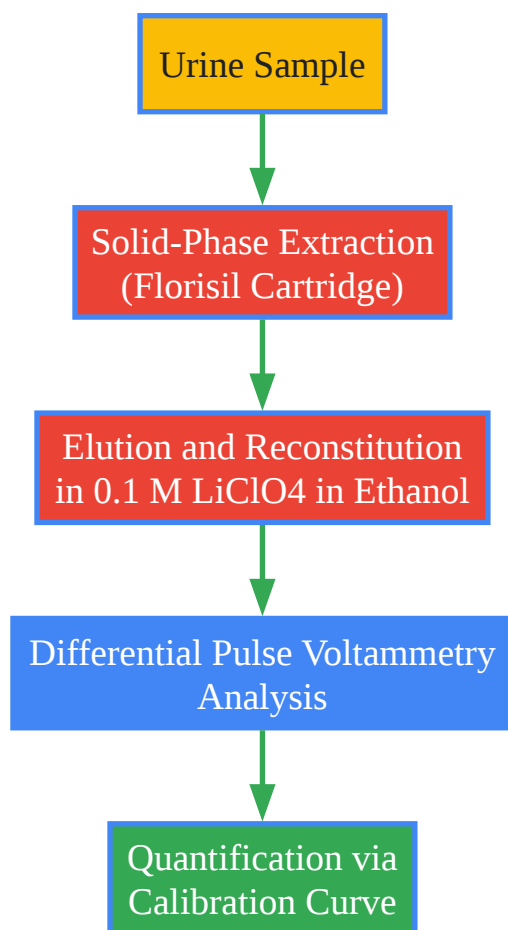 Urine Sample
Solid-Phase Extraction
(Florisil Cartridge)
Elution and Reconstitution
in 0.1 M LiClO4 in Ethanol
Differential Pulse Voltammetry
Analysis
Quantification via
Calibration Curve